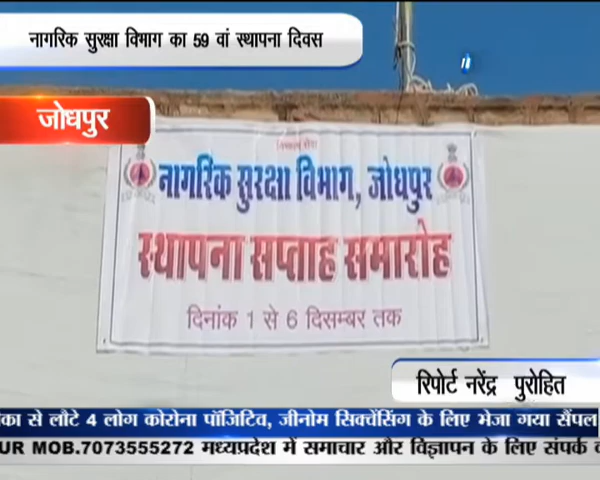 नागरिक सुरक्षा विभाग का 59 वां स्थापना दिवस
जोधपुर
नागरिक सुरक्षा विभाग, जोधपुर
स्थापना सप्ताह समारोह
दिनांक 1 से 6 दिसम्बर तक
रिपोर्ट नरेंद्र पुरोहित
से लौटे 4 लोग कोरोना पॉजिटिव, जीनोम सिक्वेंसिंग के लिए भेजा गया सैंपल
UR MOB.7073555272 मध्यप्रदेश में समाचार और विज्ञापन के लिए संपर्क